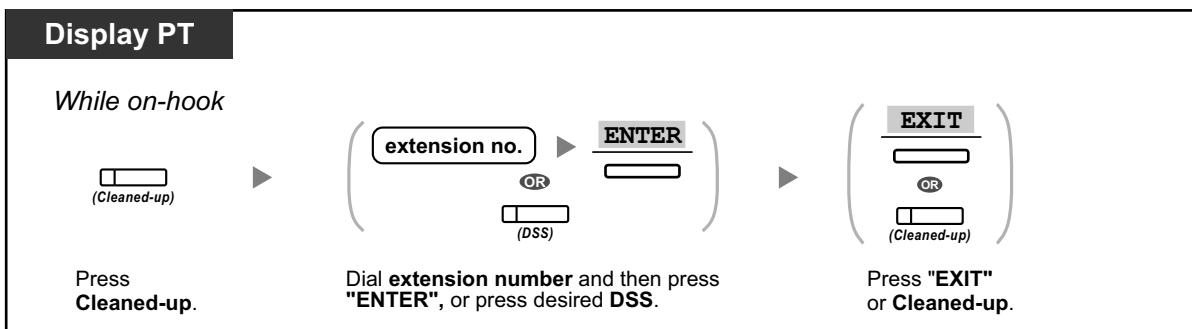 Display PT
While on-hook
extension no.
ENTER
OR
(DSS)
EXIT
OR
(Cleaned-up)
(Cleaned-up)
Press
Cleaned-up.
Dial extension number and then press
"ENTER", or press desired DSS.
Press "EXIT"
or Cleaned-up.